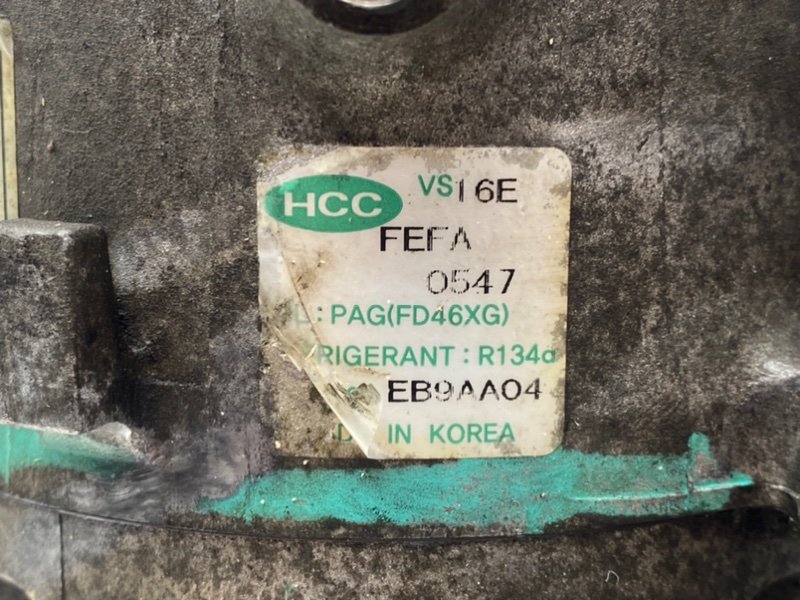 HCC VS16E
FEFA
0547
L: PAG(FD46XG)
RIGERANT : R134a
EB9AA04
D IN KOREA